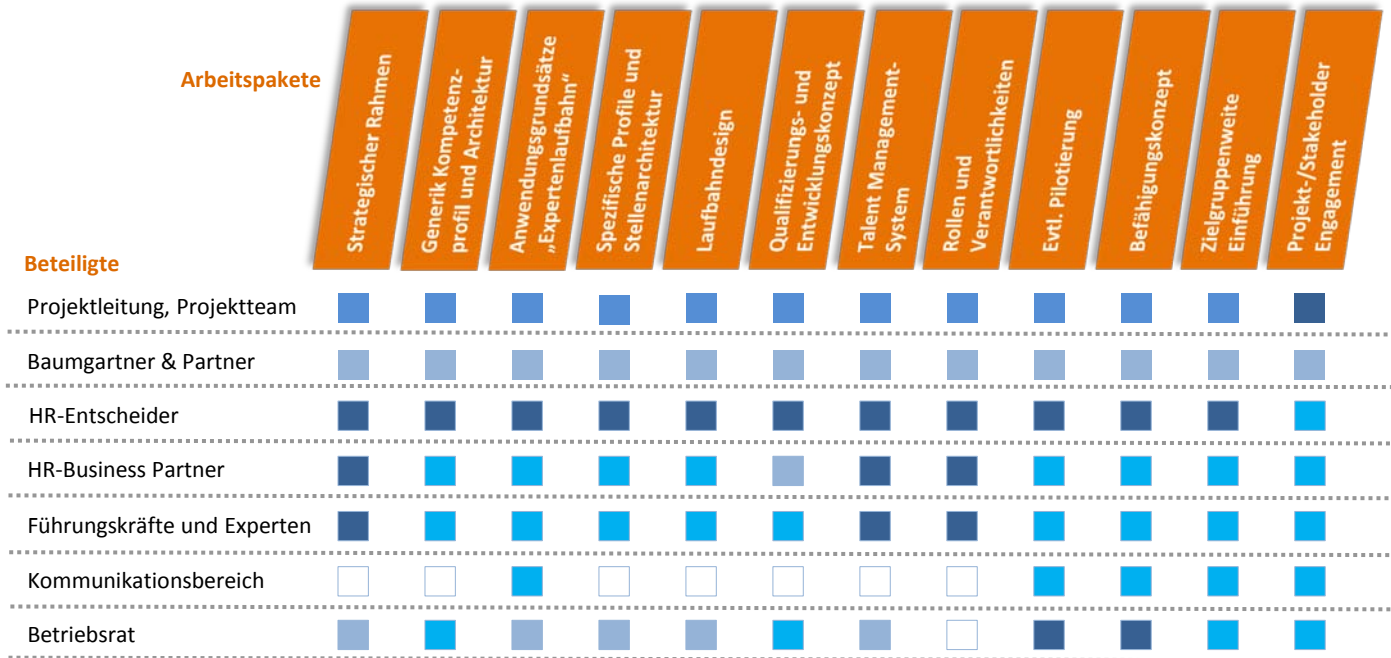 Arbeitspakete
Strategischer Rahmen
Generik Kompetenz-
profil und Architektur
Anwendungsgrundsätze
„Expertenlaufbahn“
Spezifische Profile und
Stellenarchitektur
Laufbahndesign
Qualifizierungs- und
Entwicklungskonzept
Talent Management-
System
Rollen und
Verantwortlichkeiten
Evtl. Pilotierung
Befähigungskonzept
Zielgruppenweite
Einführung
Projekt-/Stakeholder
Engagement
Beteiligte
Projektleitung, Projektteam
Baumgartner & Partner
HR-Entscheider
HR-Business Partner
Führungskräfte und Experten
Kommunikationsbereich
Betriebsrat